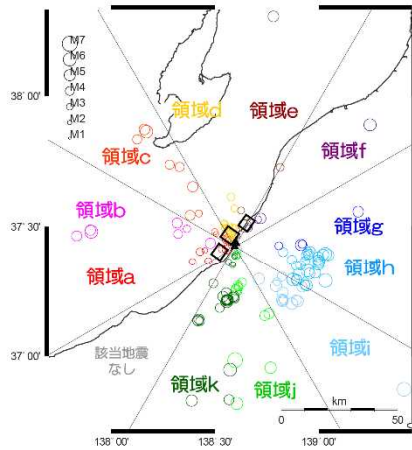 M7
M6
M5
M4
M3
M2
M1
38°00'
37°30'
37°00'
領域d
領域e
領域c
領域f
領域b
領域g
領域h
領域a
領域i
該当地震
なし
領域k
領域j
km
0
50
138°00'
138°30'
139°00'